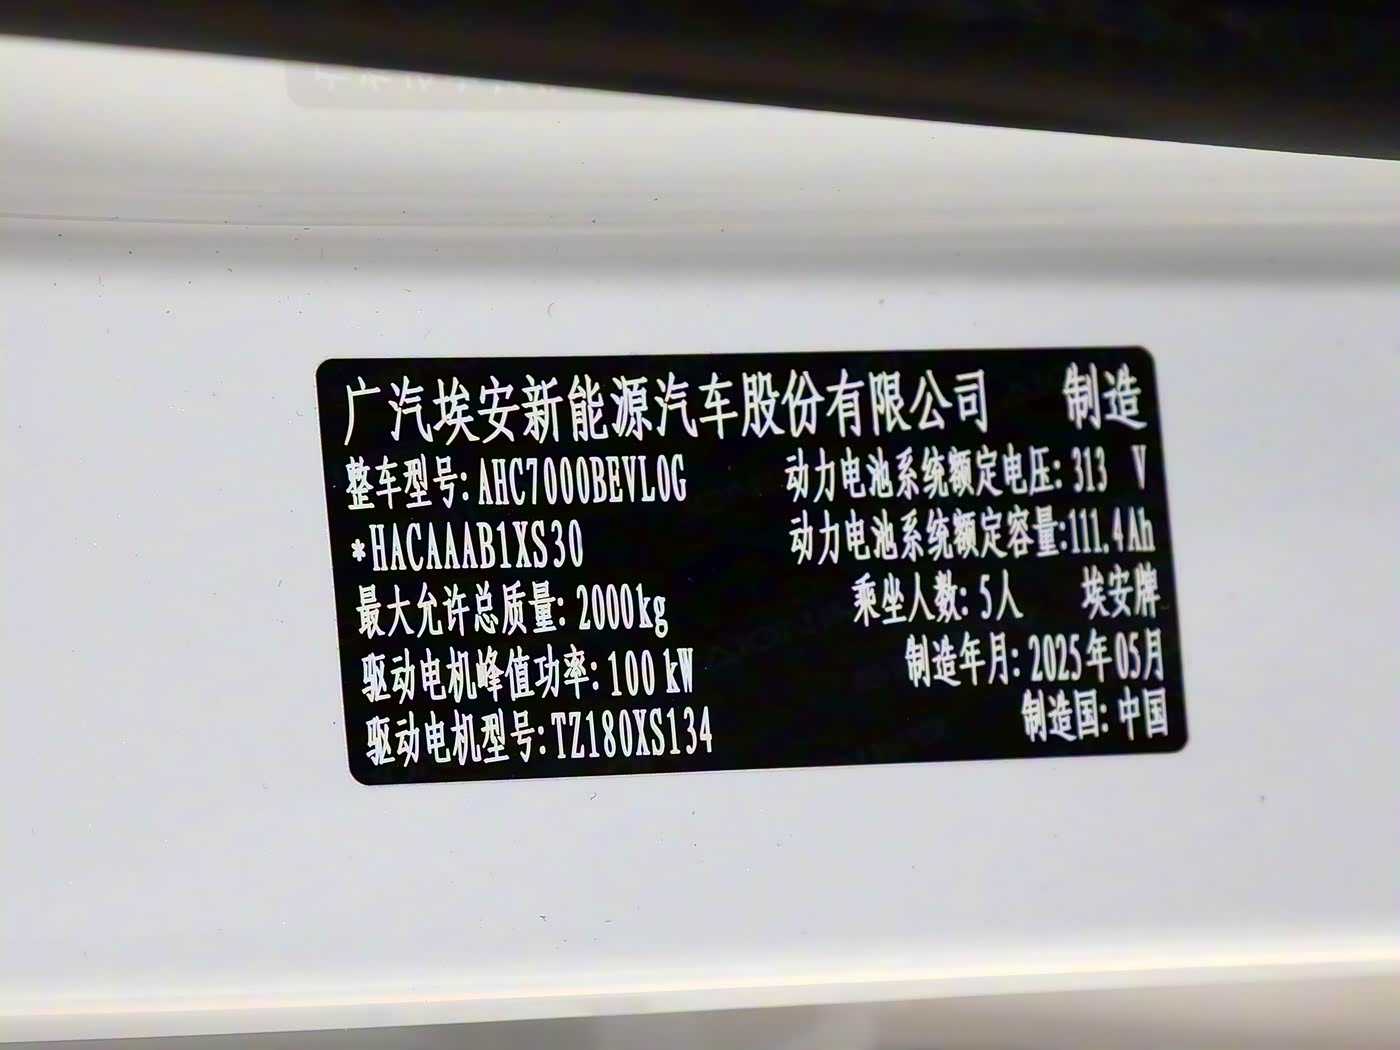 广汽埃安新能源汽车股份有限公司 制造
整车型号: AHC7000BEVL0G 动力电池系统额定电压: 313 V
*HACAAAB1XS30 动力电池系统额定容量:111.4Ah
最大允许总质量: 2000kg 乘坐人数: 5人 埃安牌
驱动电机峰值功率: 100 kW 制造年月: 2025年05月
驱动电机型号: TZ180XS134 制造国: 中国